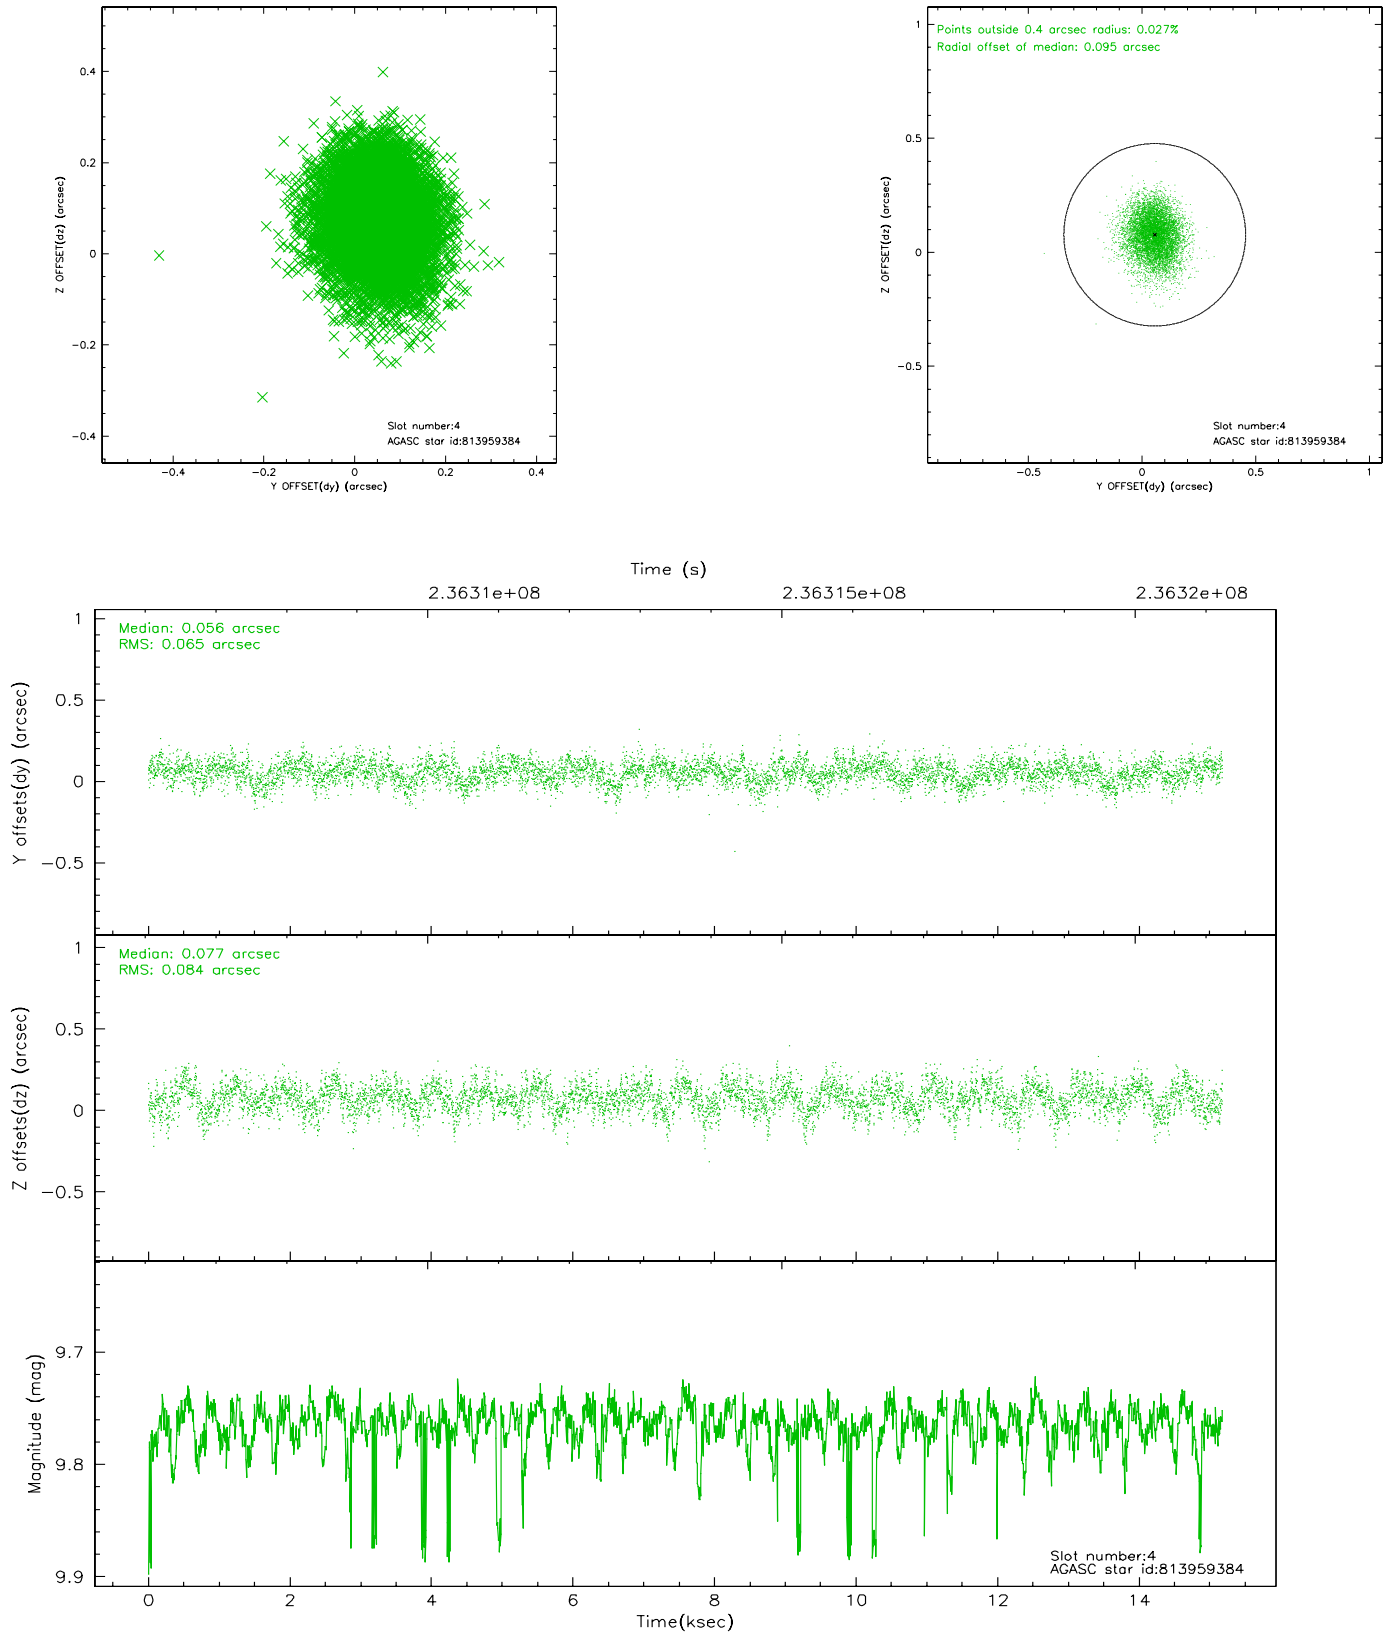 0.4
0.2
0
-0.2
-0.4
Z OFFSET(dz) (arcsec)
Slot number:4
AGASC star id:813959384
-0.4
-0.2
0
0.2
0.4
Y OFFSET(dy) (arcsec)
Points outside 0.4 arcsec radius: 0.027%
Radial offset of median: 0.095 arcsec
1
0.5
0
-0.5
Z OFFSET(dz) (arcsec)
Slot number:4
AGASC star id:813959384
-0.5
0
0.5
1
Y OFFSET(dy) (arcsec)
Time (s)
2.3631e+08
2.36315e+08
2.3632e+08
Median: 0.056 arcsec
RMS: 0.065 arcsec
1
0.5
0
-0.5
Y offsets(dy) (arcsec)
Median: 0.077 arcsec
RMS: 0.084 arcsec
1
0.5
0
-0.5
Z offsets(dz) (arcsec)
9.7
9.8
9.9
Magnitude (mag)
Slot number:4
AGASC star id:813959384
0
2
4
6
8
10
12
14
Time(ksec)